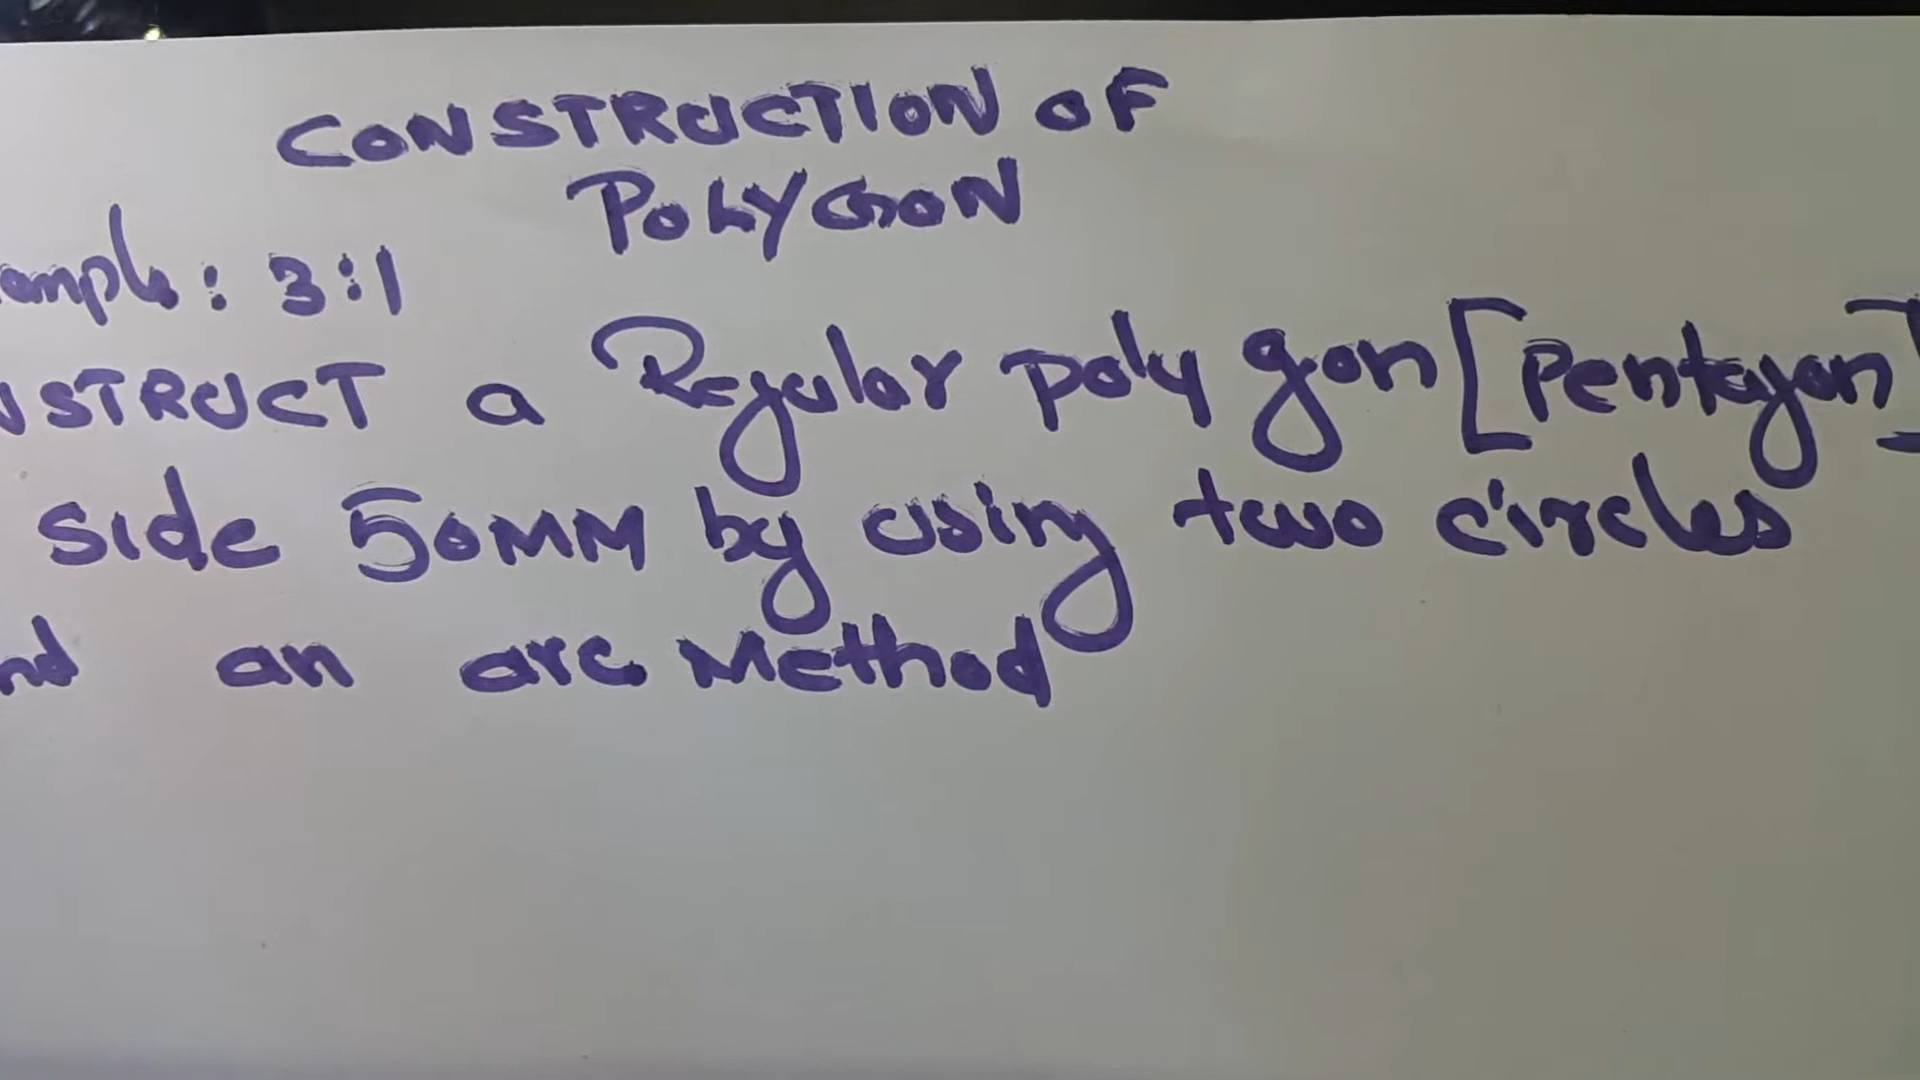 CONSTRUCTION OF
POLYGON
ample: 3:1
NSTRUCT a Regular poly gon [Pentagon]
side 50MM by using two circles
nd an arc Method